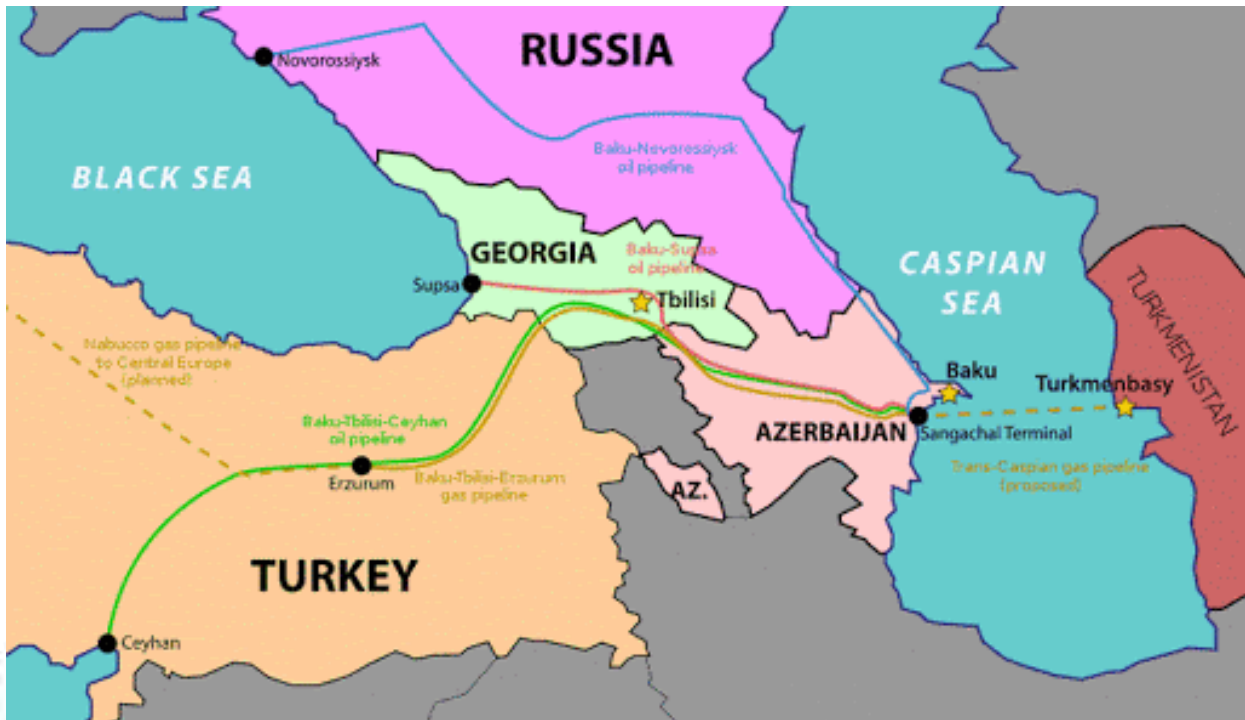 RUSSIA
Novorossiysk
Baku-Novorossiysk
oil pipeline
BLACK SEA
GEORGIA
Baku-Supsa
oil pipeline
CASPIAN
SEA
Supsa
Tbilisi
TURKMENISTAN
Nabucco gas pipeline
to Central Europe
(planned)
Baku
Turkmenbasy
Baku-Tbilisi-Ceyhan
oil pipeline
AZERBAIJAN
Sangachal Terminal
Erzurum
Baku-Tbilisi-Erzurum
gas pipeline
Trans-Caspian gas pipeline
(proposed)
AZ.
TURKEY
Ceyhan